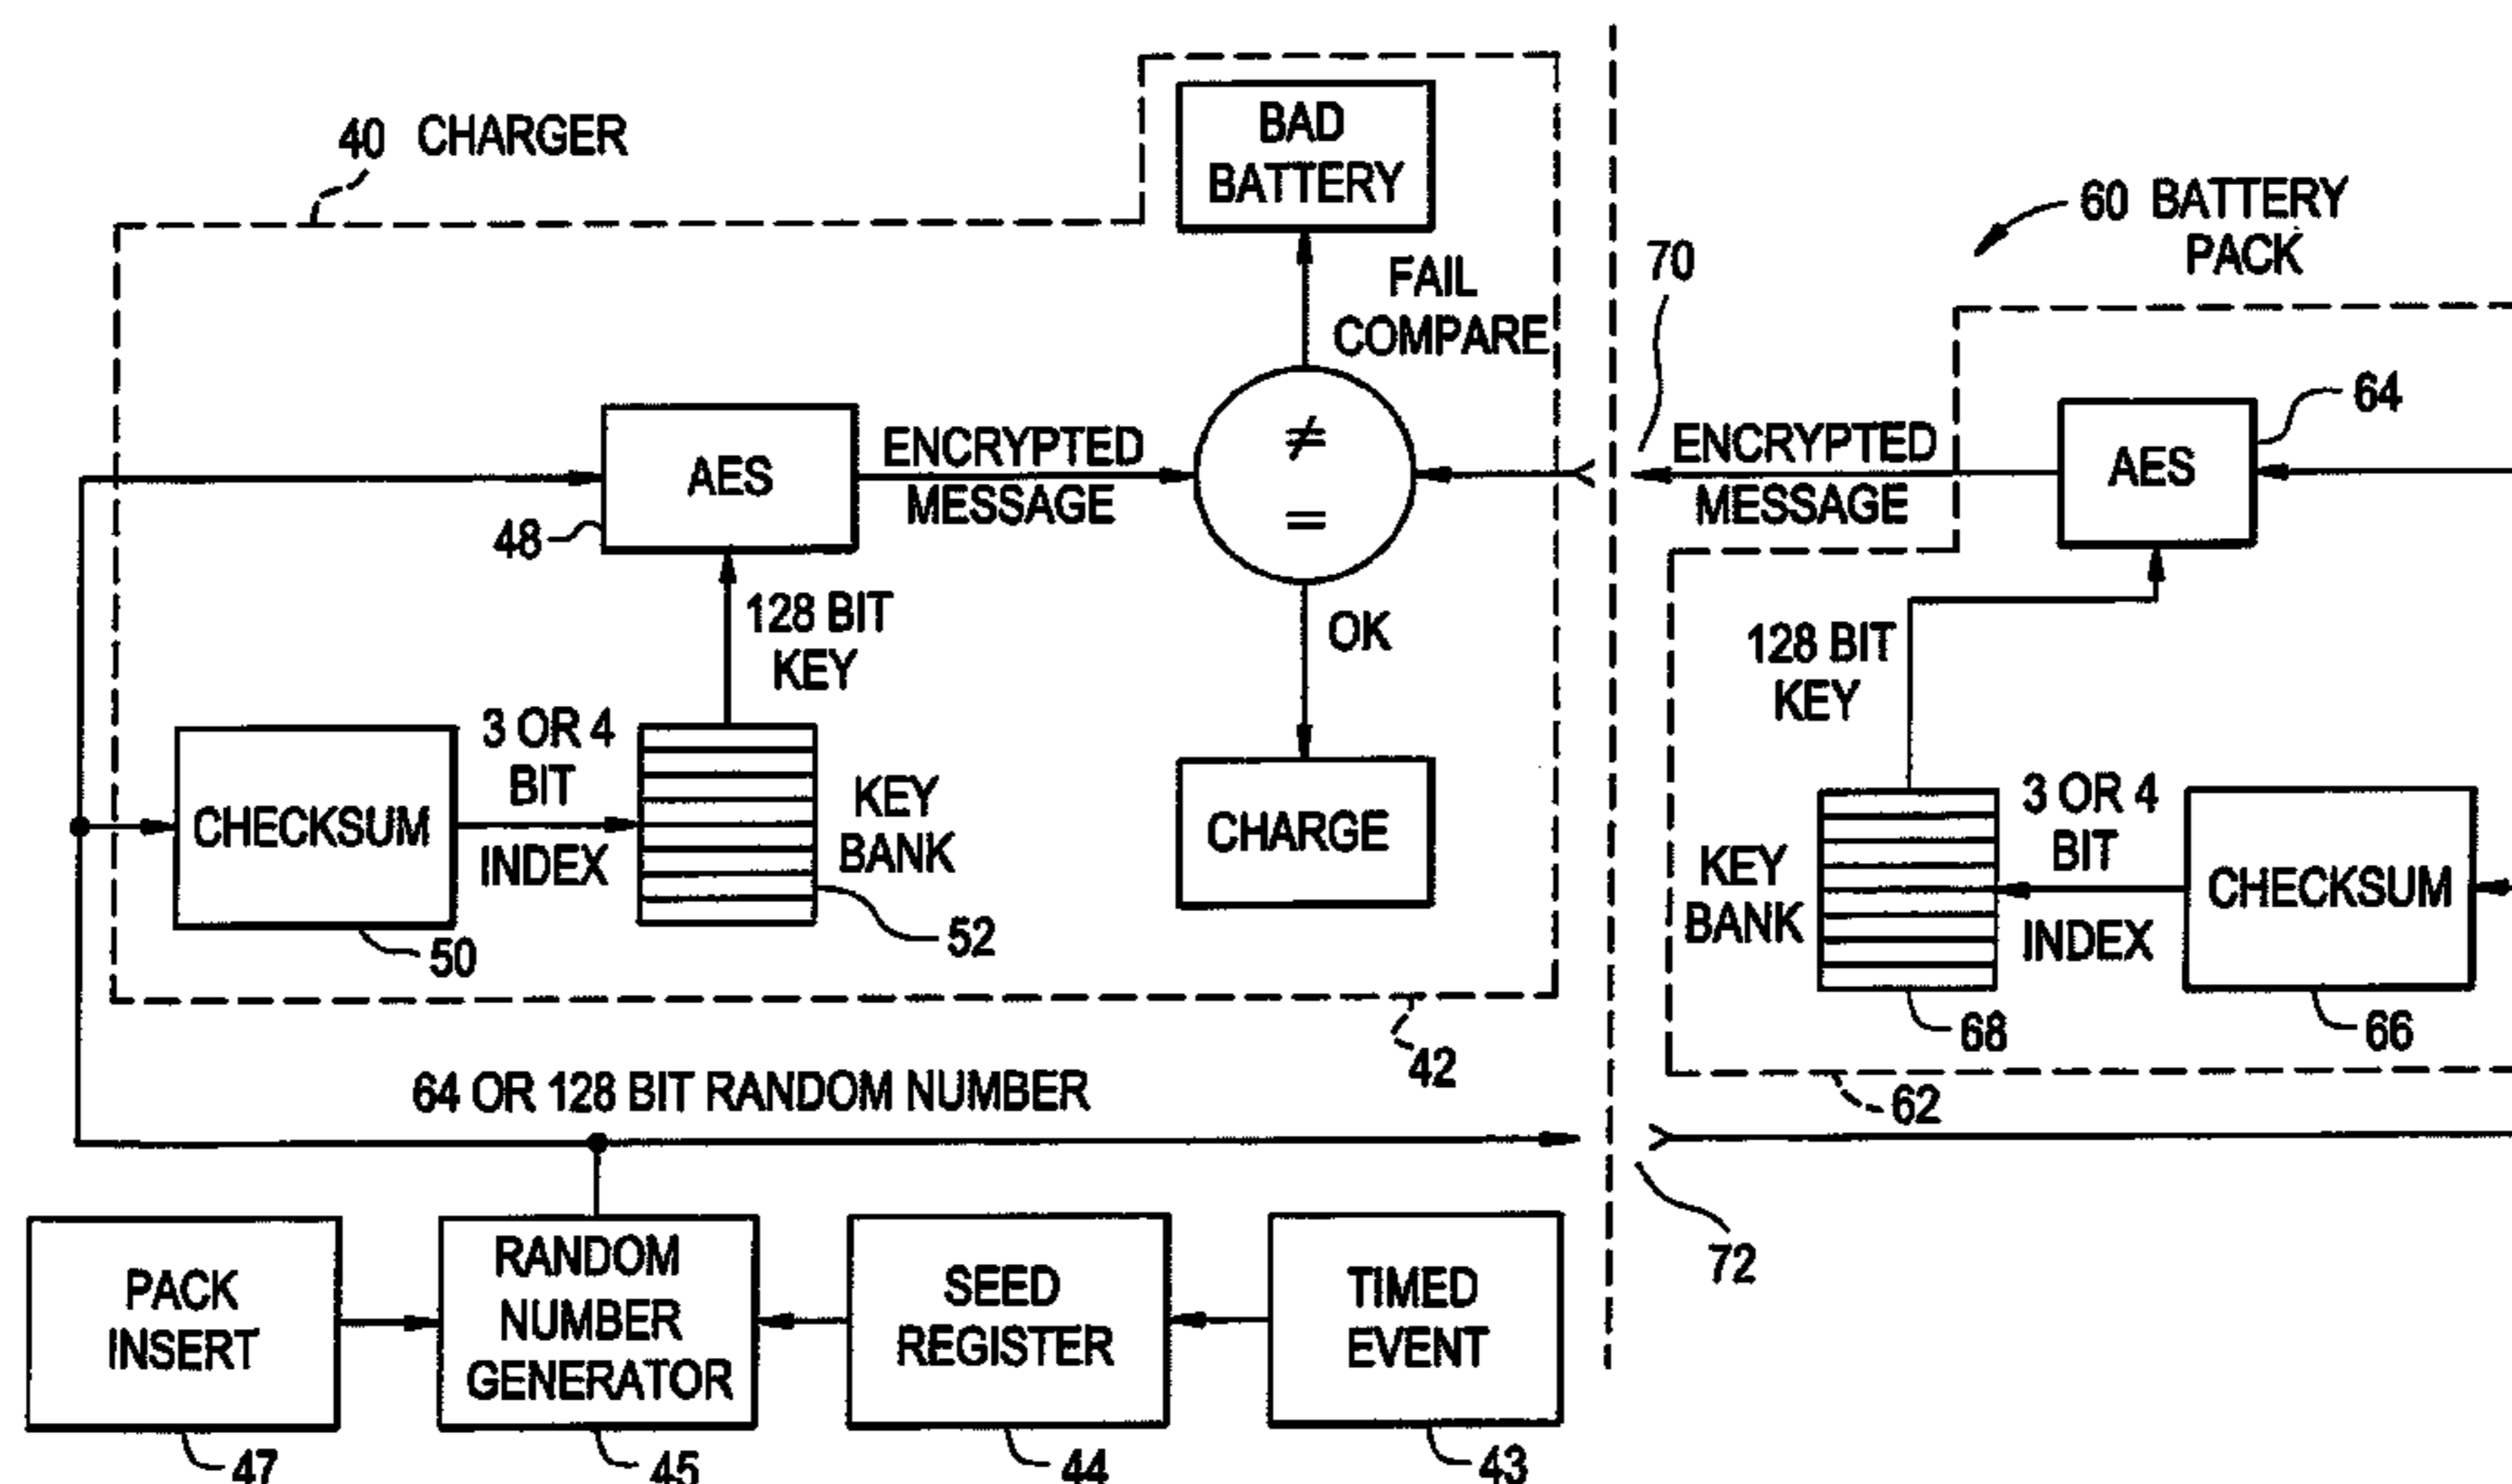 40 CHARGER
BAD
BATTERY
60 BATTERY
PACK
70
FAIL
COMPARE
64
AES
ENCRYPTED
MESSAGE
≠
=
ENCRYPTED
MESSAGE
AES
48
128 BIT
KEY
OK
128 BIT
KEY
3 OR 4
BIT
INDEX
CHECKSUM
KEY
BANK
CHARGE
KEY
BANK
3 OR 4
BIT
INDEX
CHECKSUM
50
52
68
66
42
62
64 OR 128 BIT RANDOM NUMBER
72
PACK
INSERT
RANDOM
NUMBER
GENERATOR
SEED
REGISTER
TIMED
EVENT
47
45
44
43